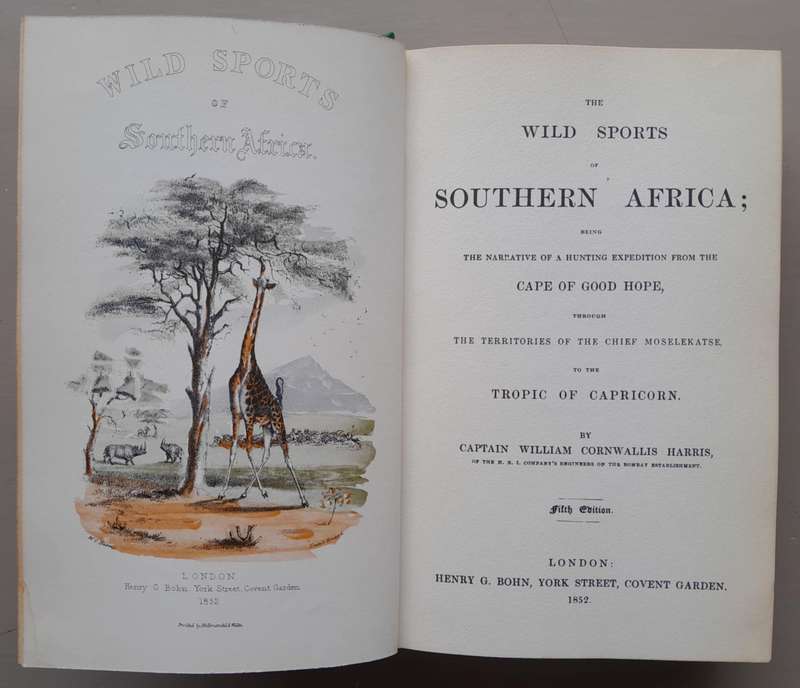 WILD SPORTS
OF
Southern Africa.
LONDON
Henry G. Bohn. York Street, Covent Garden.
1852
THE
WILD SPORTS
OF
SOUTHERN AFRICA;
BEING
THE NARRATIVE OF A HUNTING EXPEDITION FROM THE
CAPE OF GOOD HOPE,
THROUGH
THE TERRITORIES OF THE CHIEF MOSELEKATSE,
TO THE
TROPIC OF CAPRICORN.
BY
CAPTAIN WILLIAM CORNWALLIS HARRIS,
OF THE H. E. I. COMPANY'S ENGINEERS ON THE BOMBAY ESTABLISHMENT.
Fifth Edition.
LONDON:
HENRY G. BOHN, YORK STREET, COVENT GARDEN.
1852.